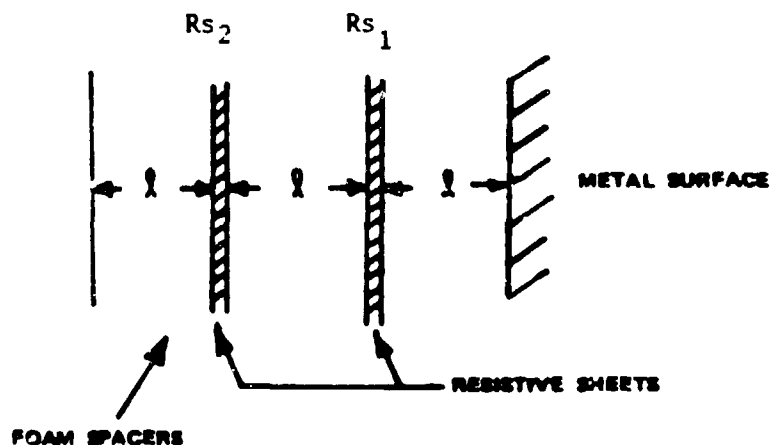 Rs2 Rs1
ℓ ℓ ℓ METAL SURFACE
RESISTIVE SHEETS
FOAM SPACERS